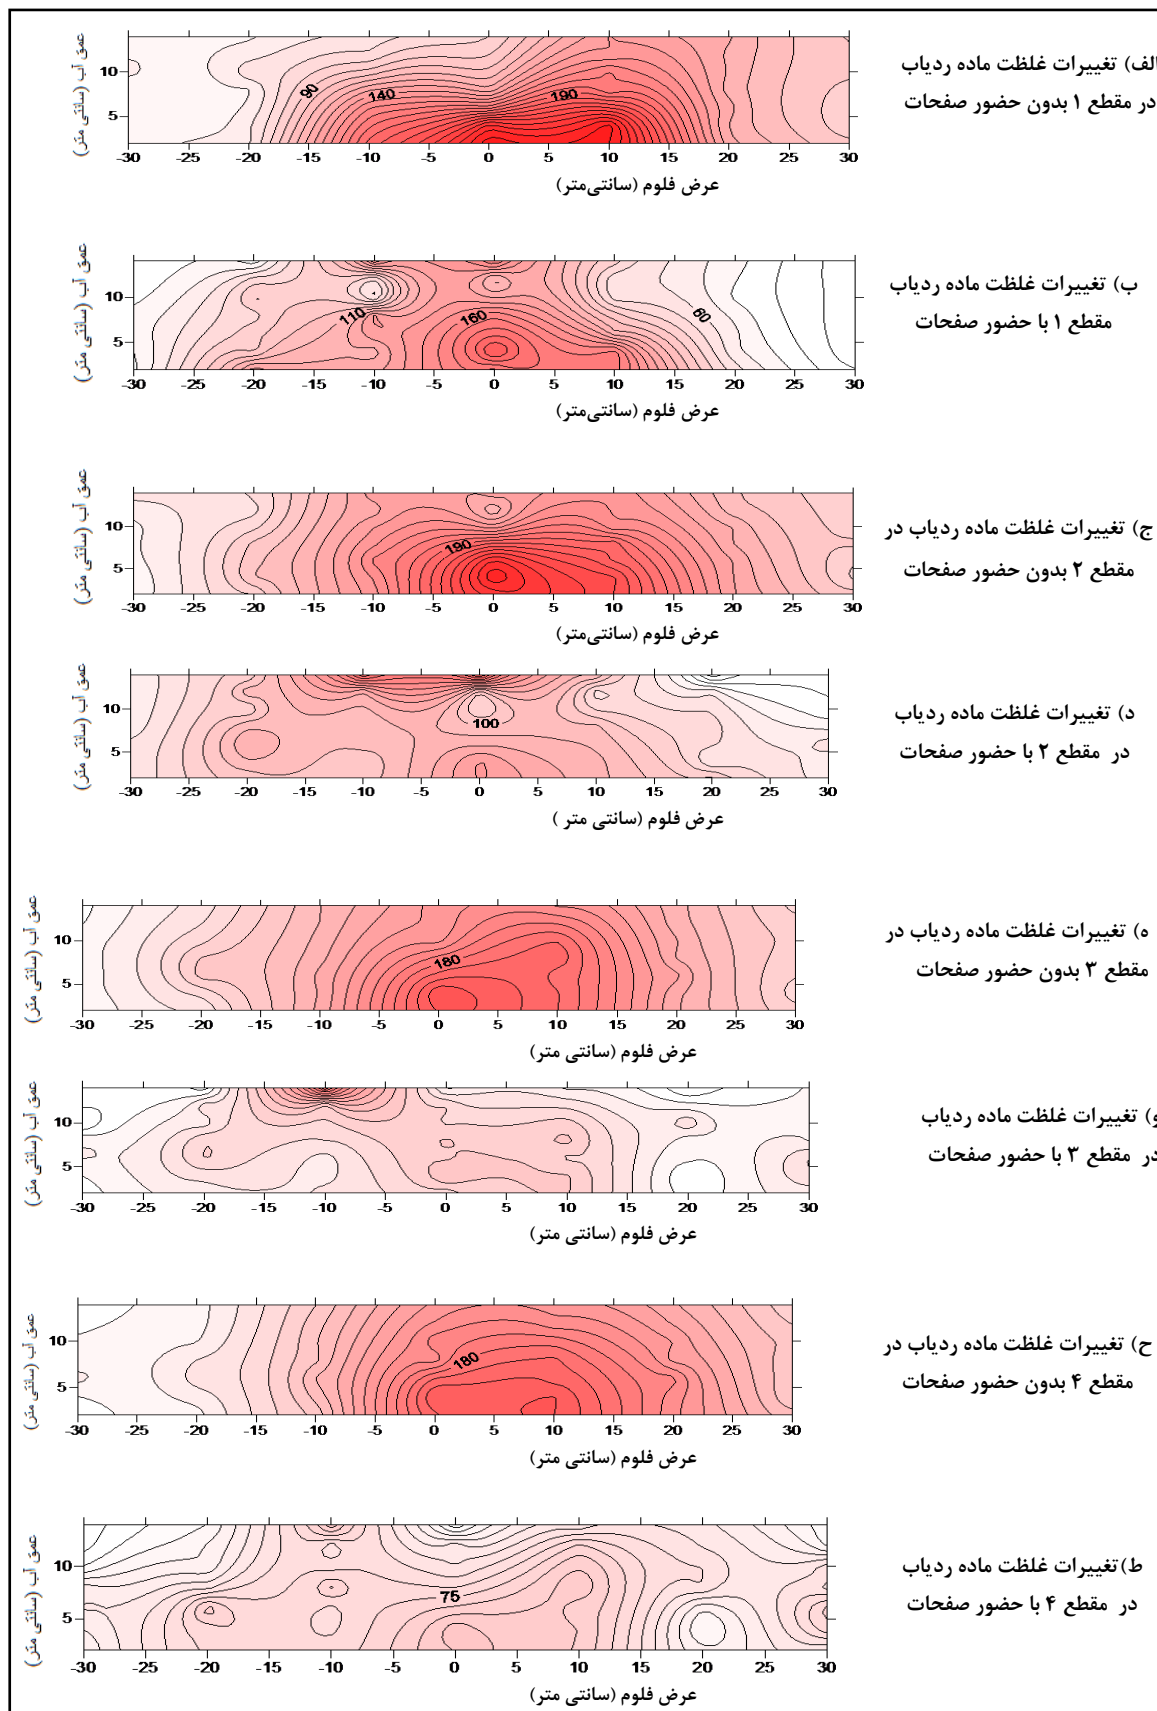 الف) تغییرات غلظت ماده ردیاب
در مقطع ۱ بدون حضور صفحات
عمق آب (سانتی متر)
10
5
90
140
190
-30 -25 -20 -15 -10 -5 0 5 10 15 20 25 30
عرض فلوم (سانتی‌متر)
ب) تغییرات غلظت ماده ردیاب
مقطع ۱ با حضور صفحات
عمق آب (سانتی متر)
10
5
110
160
60
-30 -25 -20 -15 -10 -5 0 5 10 15 20 25 30
عرض فلوم (سانتی‌متر)
ج) تغییرات غلظت ماده ردیاب در
مقطع ۲ بدون حضور صفحات
عمق آب (سانتی متر)
10
5
190
-30 -25 -20 -15 -10 -5 0 5 10 15 20 25 30
عرض فلوم (سانتی‌متر)
د) تغییرات غلظت ماده ردیاب
در مقطع ۲ با حضور صفحات
عمق آب (سانتی متر)
10
5
100
-30 -25 -20 -15 -10 -5 0 5 10 15 20 25 30
عرض فلوم (سانتی متر )
ه) تغییرات غلظت ماده ردیاب در
مقطع ۳ بدون حضور صفحات
عمق آب (سانتی متر)
10
5
180
-30 -25 -20 -15 -10 -5 0 5 10 15 20 25 30
عرض فلوم (سانتی متر)
و) تغییرات غلظت ماده ردیاب
در مقطع ۳ با حضور صفحات
عمق آب (سانتی متر)
10
5
-30 -25 -20 -15 -10 -5 0 5 10 15 20 25 30
عرض فلوم (سانتی متر)
ح) تغییرات غلظت ماده ردیاب در
مقطع ۴ بدون حضور صفحات
عمق آب (سانتی متر)
10
5
180
-30 -25 -20 -15 -10 -5 0 5 10 15 20 25 30
عرض فلوم (سانتی متر)
ط) تغییرات غلظت ماده ردیاب
در مقطع ۴ با حضور صفحات
عمق آب (سانتی متر)
10
5
75
-30 -25 -20 -15 -10 -5 0 5 10 15 20 25 30
عرض فلوم (سانتی متر)